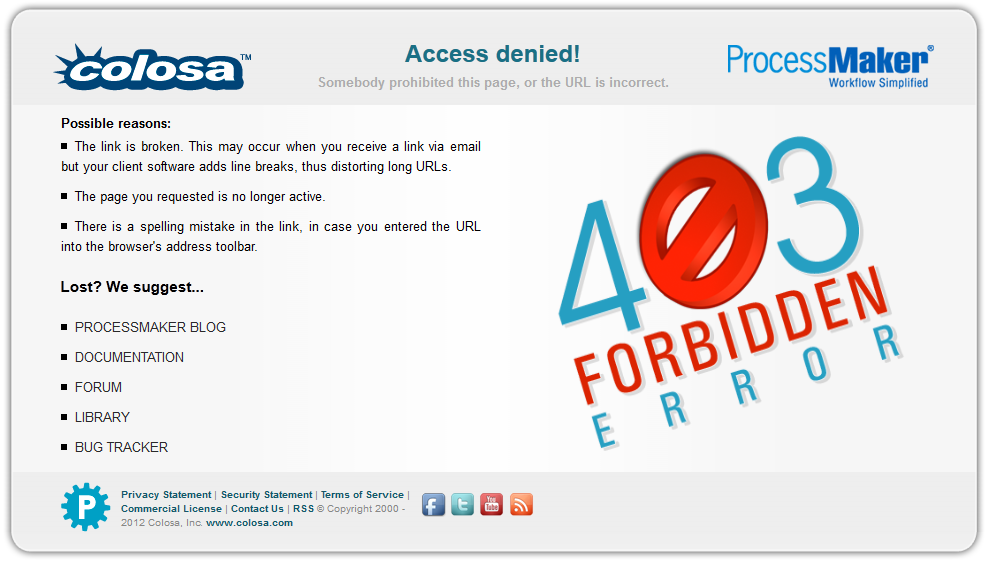 colosa™
Access denied!
Somebody prohibited this page, or the URL is incorrect.
ProcessMaker®
Workflow Simplified
Possible reasons:
The link is broken. This may occur when you receive a link via email
but your client software adds line breaks, thus distorting long URLs.
The page you requested is no longer active.
There is a spelling mistake in the link, in case you entered the URL
into the browser's address toolbar.
Lost? We suggest...
PROCESSMAKER BLOG
DOCUMENTATION
FORUM
LIBRARY
BUG TRACKER
403
FORBIDDEN
ERROR
P
Privacy Statement | Security Statement | Terms of Service |
Commercial License | Contact Us | RSS © Copyright 2000 -
2012 Colosa, Inc. www.colosa.com
f
t
You
Tube